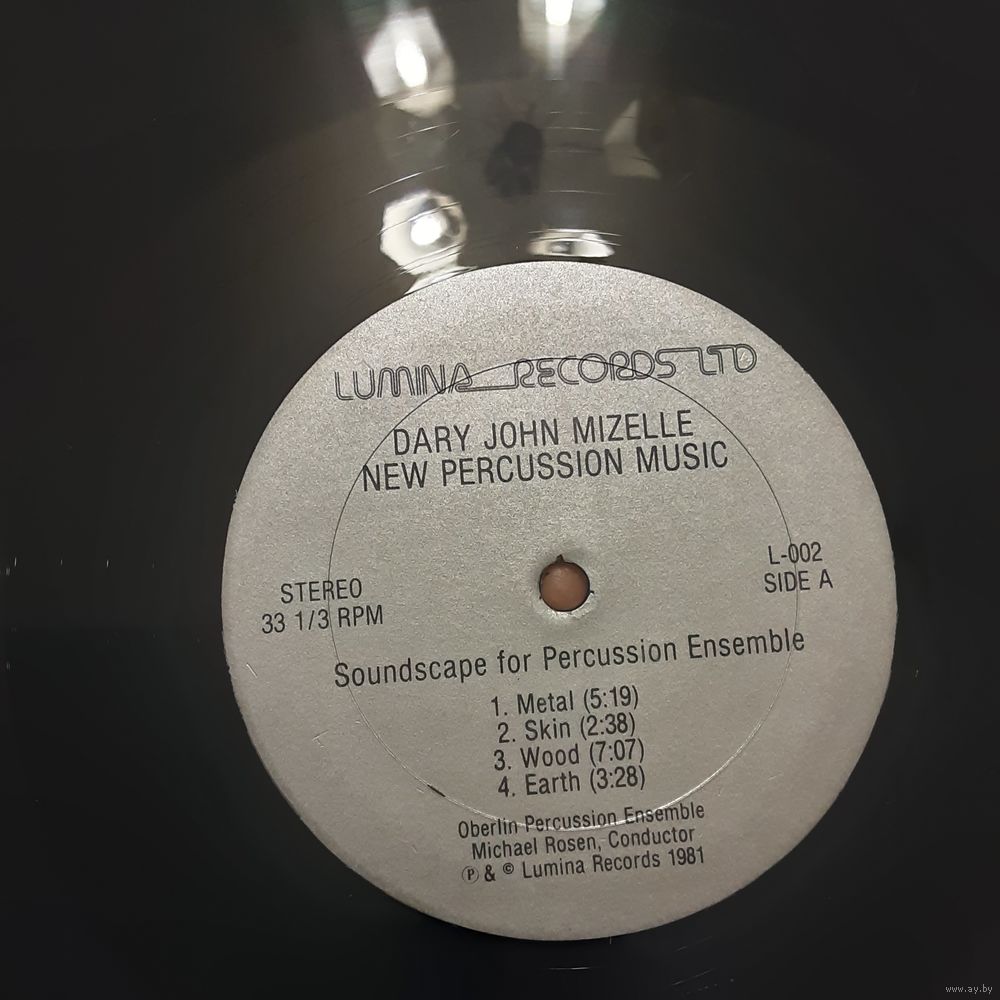 LUMINA RECORDS LTD
DARY JOHN MIZELLE
NEW PERCUSSION MUSIC
STEREO
33 1/3 RPM
L-002
SIDE A
Soundscape for Percussion Ensemble
1. Metal (5:19)
2. Skin (2:38)
3. Wood (7:07)
4. Earth (3:28)
Oberlin Percussion Ensemble
Michael Rosen, Conductor
℗ & © Lumina Records 1981
www.ay.by